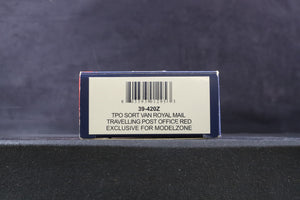 39-420Z
TPO SORT VAN ROYAL MAIL
TRAVELLING POST OFFICE RED
EXCLUSIVE FOR MODELZONE